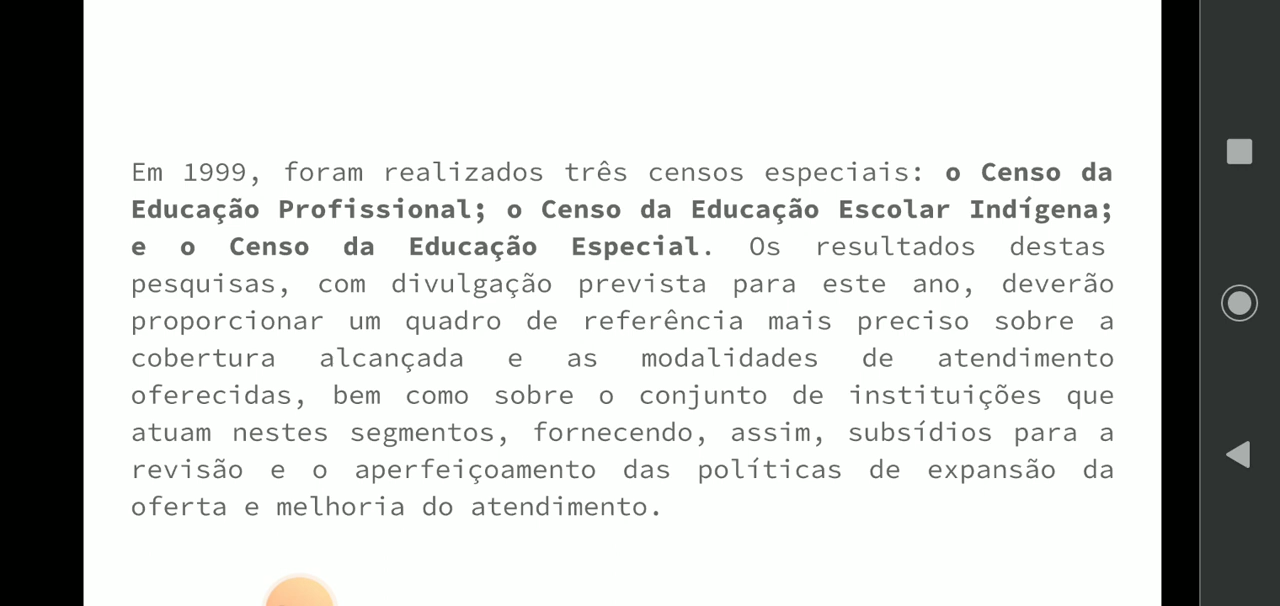 Em 1999, foram realizados três censos especiais: o Censo da
Educação Profissional; o Censo da Educação Escolar Indígena;
e o Censo da Educação Especial. Os resultados destas
pesquisas, com divulgação prevista para este ano, deverão
proporcionar um quadro de referência mais preciso sobre a
cobertura alcançada e as modalidades de atendimento
oferecidas, bem como sobre o conjunto de instituições que
atuam nestes segmentos, fornecendo, assim, subsídios para a
revisão e o aperfeiçoamento das políticas de expansão da
oferta e melhoria do atendimento.